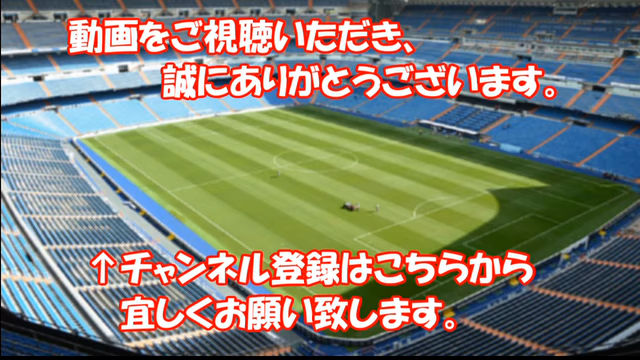 動画をご視聴いただき、
誠にありがとうございます。
↑チャンネル登録はこちらから
宜しくお願い致します。